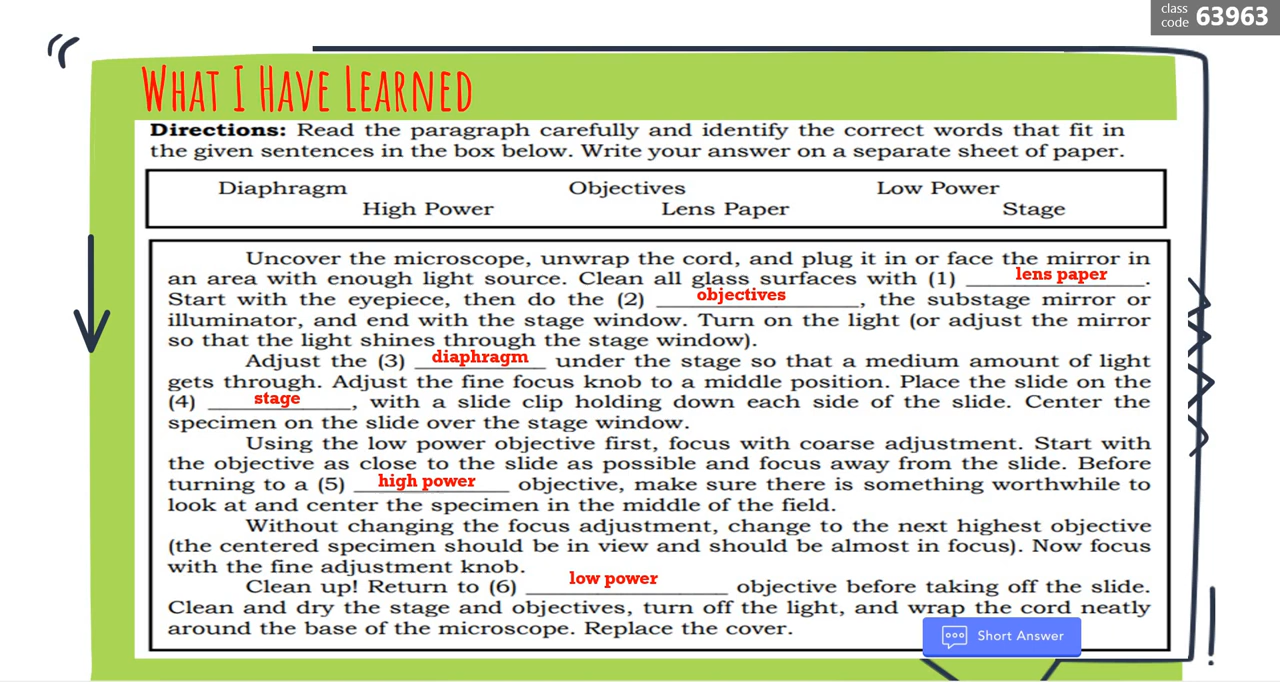 class
code 63963
WHAT I HAVE LEARNED
Directions: Read the paragraph carefully and identify the correct words that fit in
the given sentences in the box below. Write your answer on a separate sheet of paper.
Diaphragm Objectives Low Power
High Power Lens Paper Stage
Uncover the microscope, unwrap the cord, and plug it in or face the mirror in
an area with enough light source. Clean all glass surfaces with (1) lens paper.
Start with the eyepiece, then do the (2) objectives, the substage mirror or
illuminator, and end with the stage window. Turn on the light (or adjust the mirror
so that the light shines through the stage window).
Adjust the (3) diaphragm under the stage so that a medium amount of light
gets through. Adjust the fine focus knob to a middle position. Place the slide on the
(4) stage, with a slide clip holding down each side of the slide. Center the
specimen on the slide over the stage window.
Using the low power objective first, focus with coarse adjustment. Start with
the objective as close to the slide as possible and focus away from the slide. Before
turning to a (5) high power objective, make sure there is something worthwhile to
look at and center the specimen in the middle of the field.
Without changing the focus adjustment, change to the next highest objective
(the centered specimen should be in view and should be almost in focus). Now focus
with the fine adjustment knob.
Clean up! Return to (6) low power objective before taking off the slide.
Clean and dry the stage and objectives, turn off the light, and wrap the cord neatly
around the base of the microscope. Replace the cover.
Short Answer